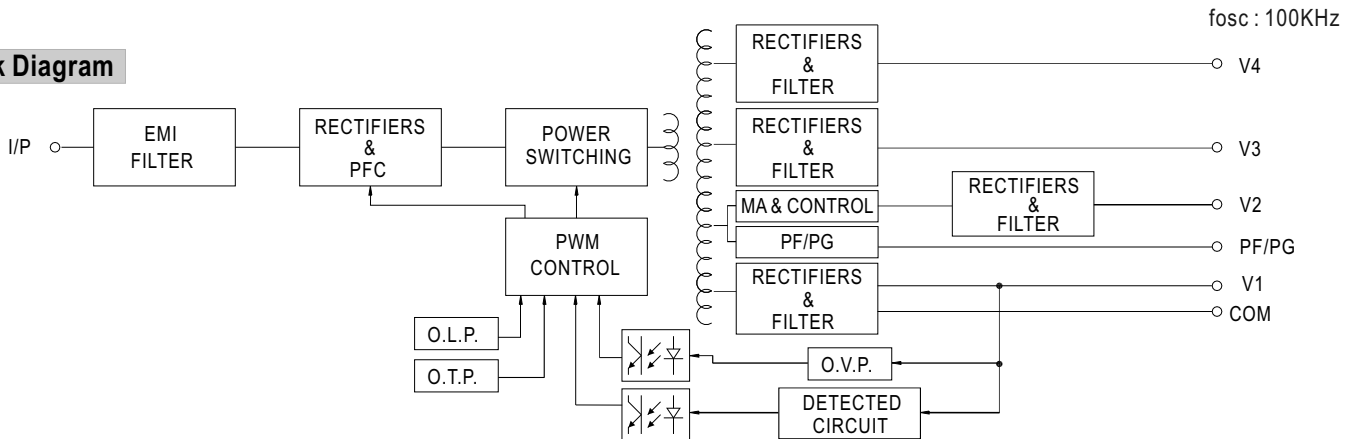 fosc : 100KHz
k Diagram
I/P
EMI
FILTER
RECTIFIERS
&
PFC
POWER
SWITCHING
RECTIFIERS
&
FILTER
V4
RECTIFIERS
&
FILTER
V3
MA & CONTROL
RECTIFIERS
&
FILTER
V2
PF/PG
PF/PG
PWM
CONTROL
RECTIFIERS
&
FILTER
V1
COM
O.L.P.
O.T.P.
O.V.P.
DETECTED
CIRCUIT